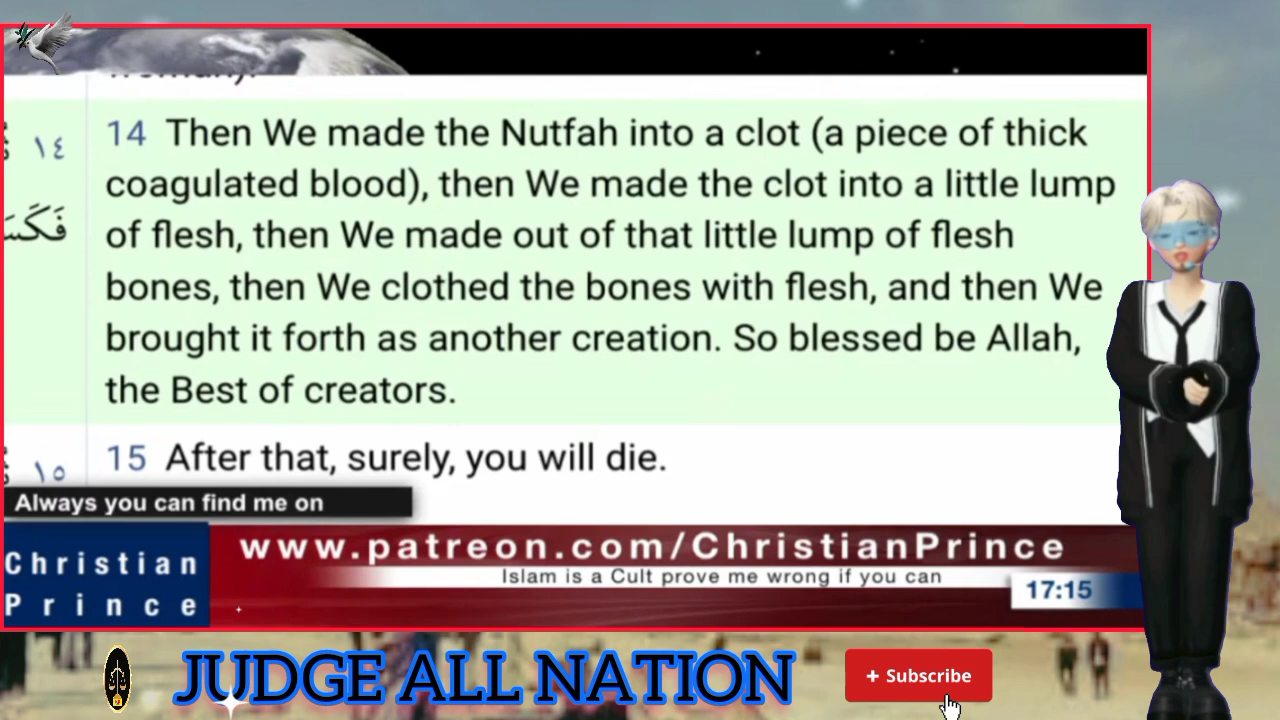 14 Then We made the Nutfah into a clot (a piece of thick
١٤
coagulated blood), then We made the clot into a little lump
of flesh, then We made out of that little lump of flesh
bones, then We clothed the bones with flesh, and then We
brought it forth as another creation. So blessed be Allah,
the Best of creators.
15 After that, surely, you will die.
١٥
Always you can find me on
www.patreon.com/ChristianPrince
Christian
Prince
Islam is a Cult prove me wrong if you can
17:15
JUDGE ALL NATION
+ Subscribe